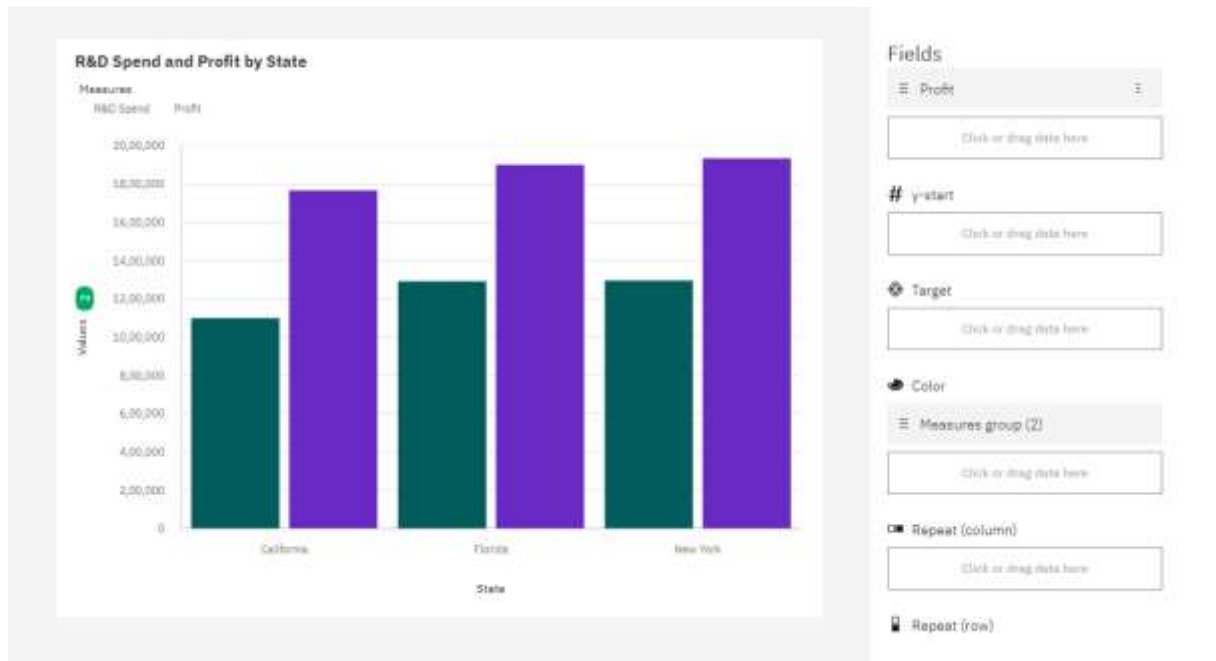 R&D Spend and Profit by State
Measures
R&D Spend Profit
20,00,000
18,00,000
16,00,000
14,00,000
12,00,000
10,00,000
8,00,000
6,00,000
4,00,000
2,00,000
0
Values 2
California
Florida
New York
State
Fields
Profit
Click or drag data here
# y-start
Click or drag data here
Target
Click or drag data here
Color
Measures group (2)
Click or drag data here
Repeat (column)
Click or drag data here
Repeat (row)